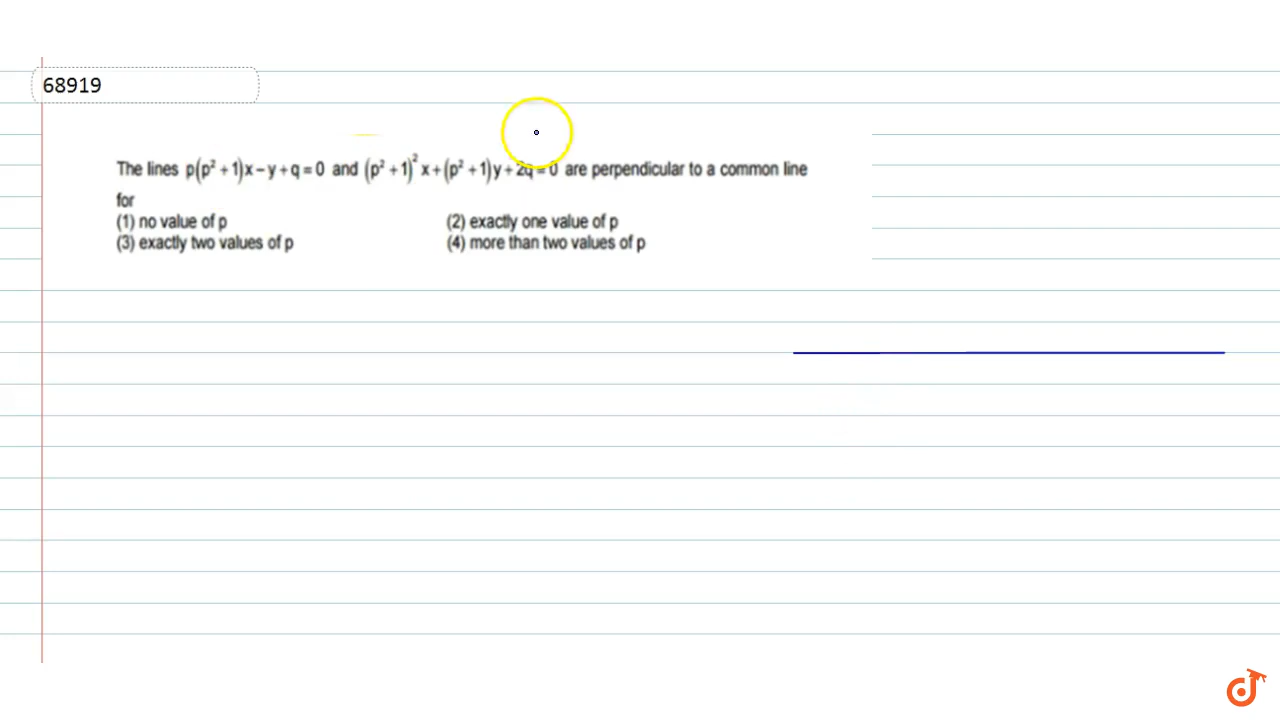 68919
The lines p(p² + 1)x – y + q = 0 and (p² + 1)² x + (p² + 1)y + 2q = 0 are perpendicular to a common line
for
(1) no value of p (2) exactly one value of p
(3) exactly two values of p (4) more than two values of p